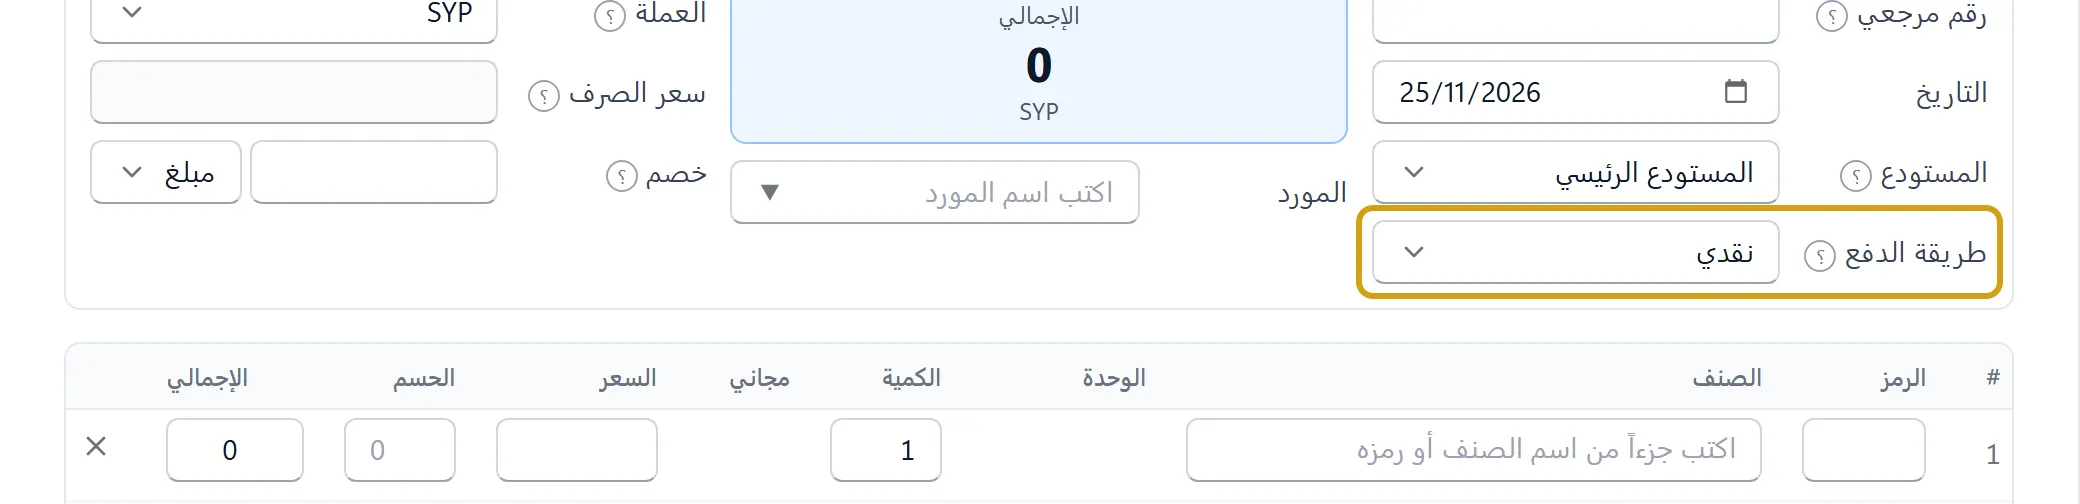 رقم مرجعي ؟
الإجمالي
العملة ؟ SYP
0
التاريخ 25/11/2026
SYP
سعر الصرف ؟
المستودع ؟ المستودع الرئيسي
المورد اكتب اسم المورد
خصم ؟ مبلغ
طريقة الدفع ؟ نقدي
# الرمز الصنف الوحدة الكمية مجاني السعر الحسم الإجمالي
1 اكتب جزءاً من اسم الصنف أو رمزه 1 0 0